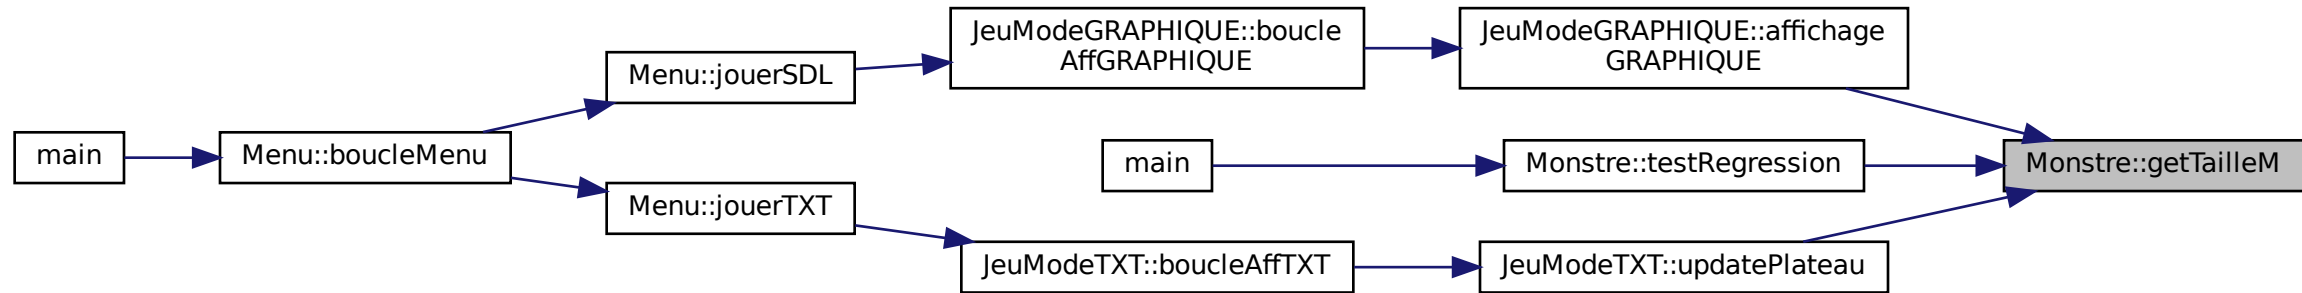 JeuModeGRAPHIQUE::boucle
AffGRAPHIQUE
JeuModeGRAPHIQUE::affichage
GRAPHIQUE
Menu::jouerSDL
main
Menu::boucleMenu
main
Monstre::testRegression
Monstre::getTailleM
Menu::jouerTXT
JeuModeTXT::boucleAffTXT
JeuModeTXT::updatePlateau